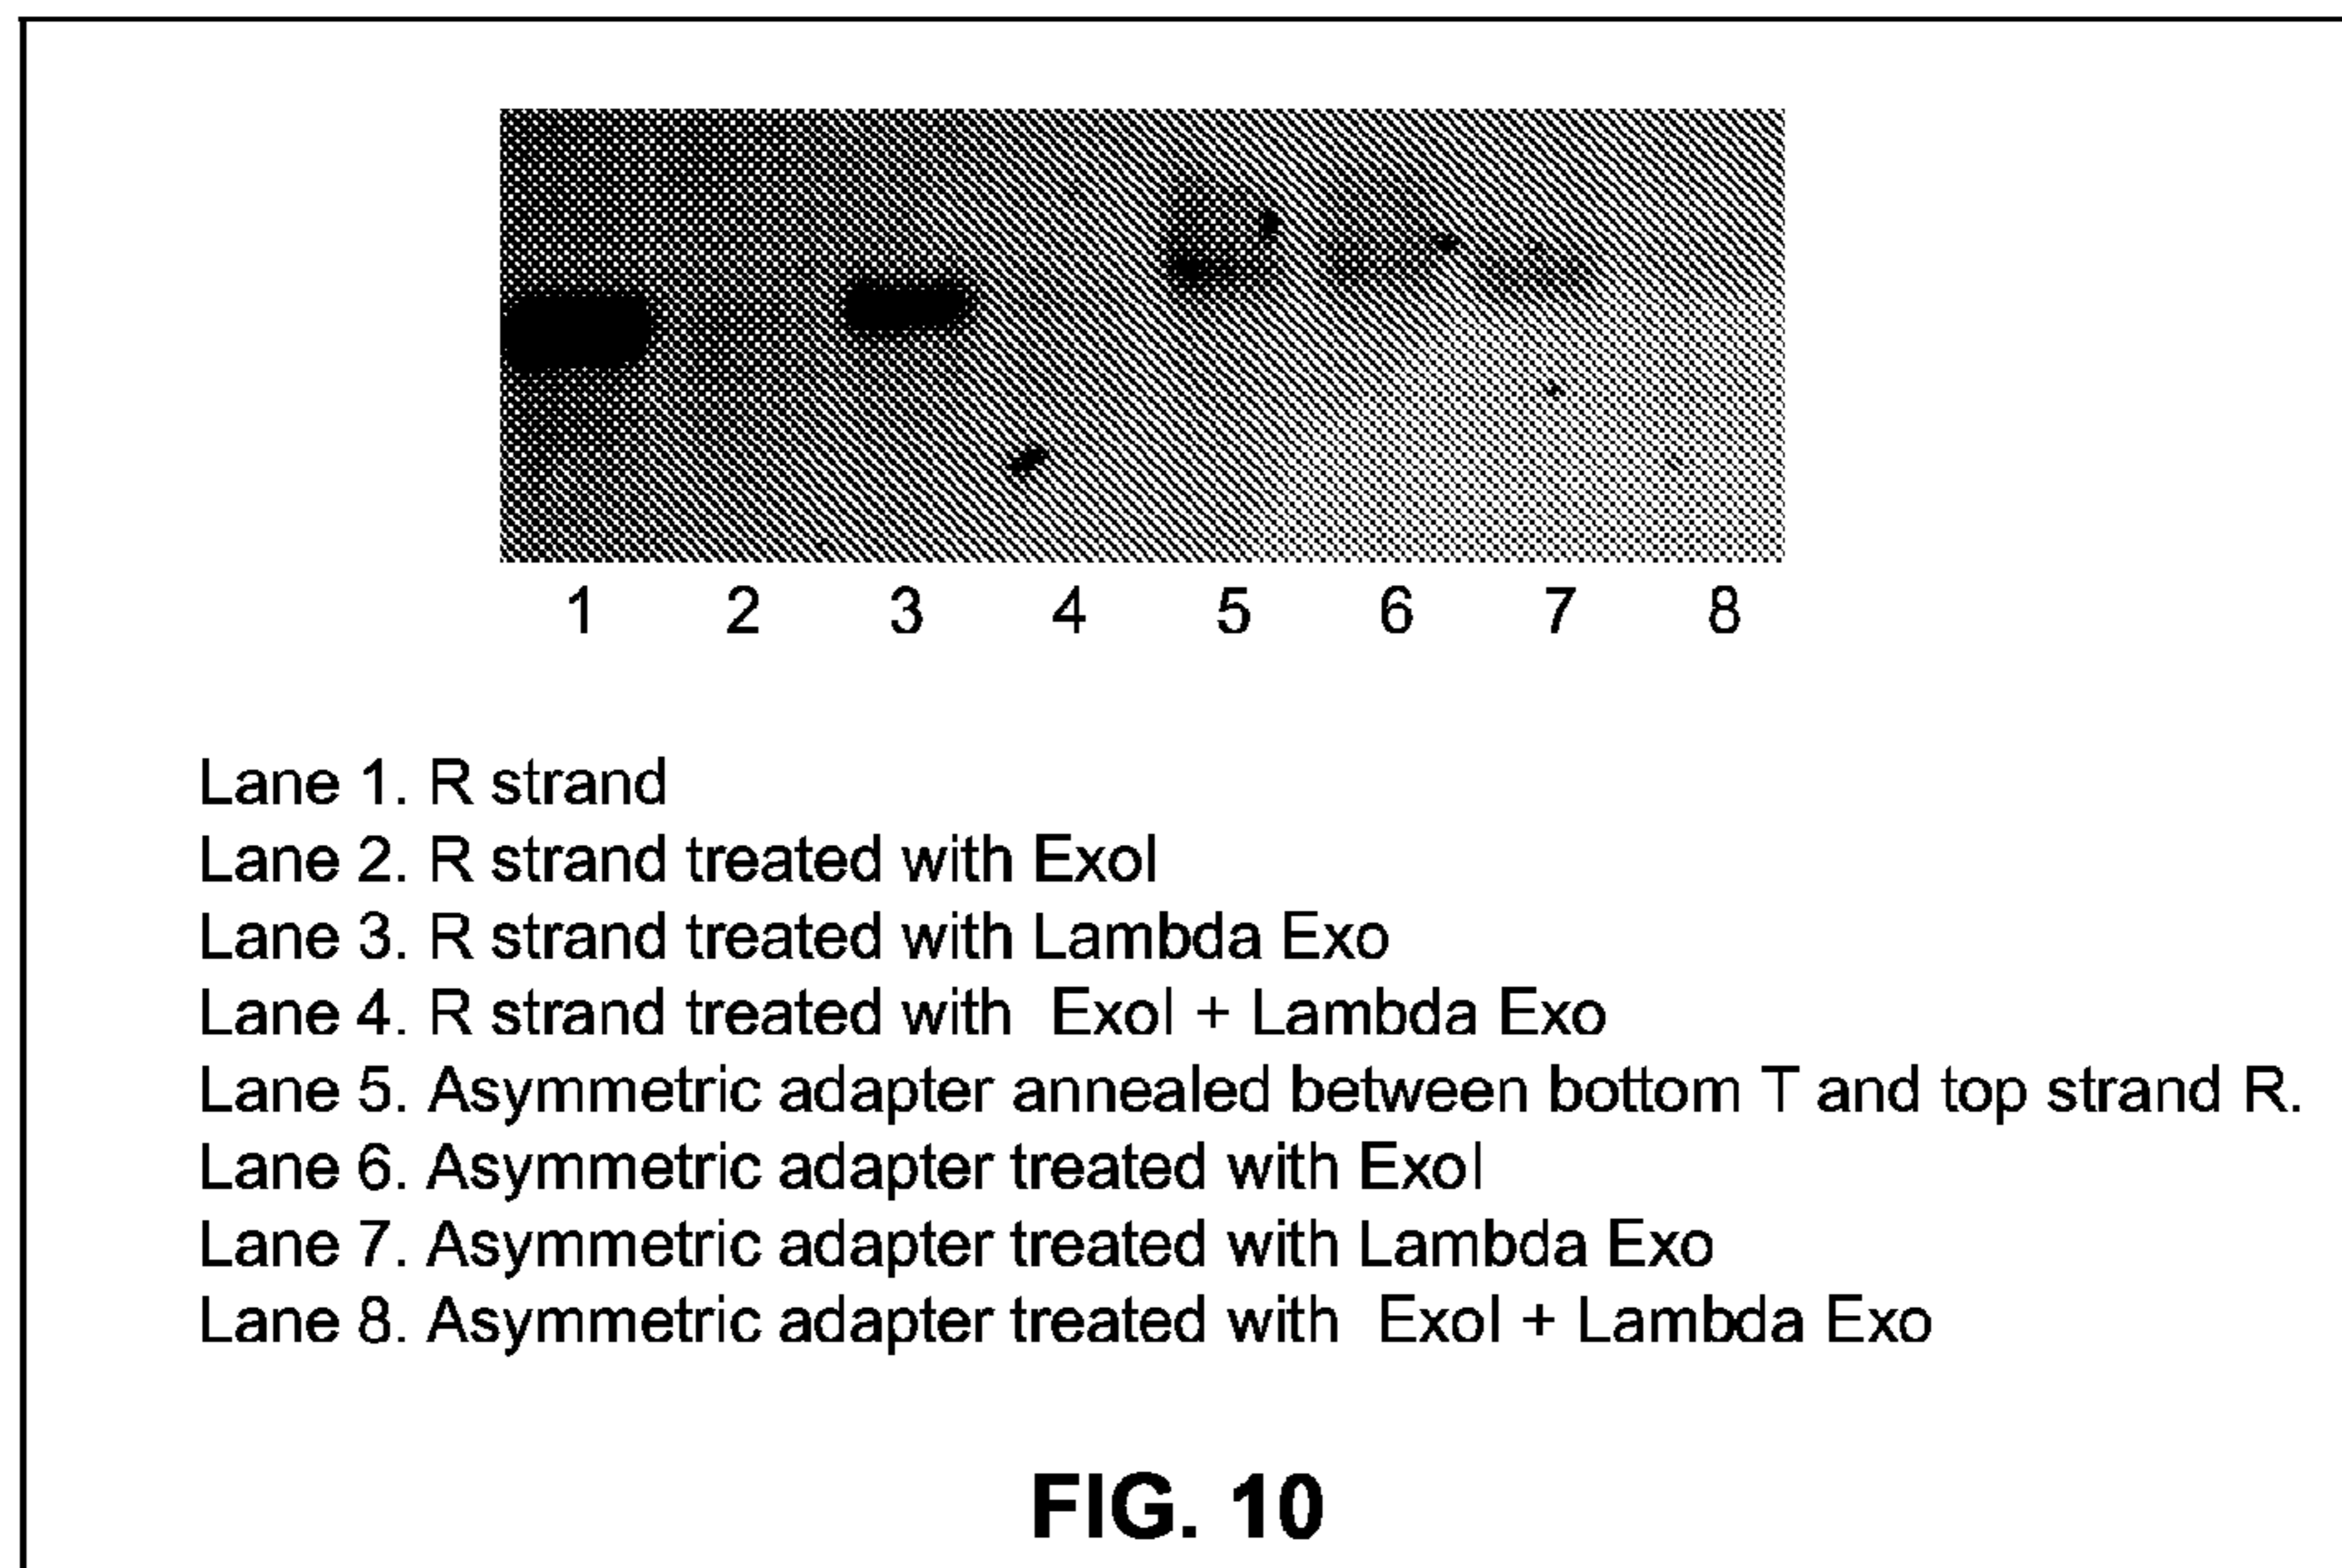 1 2 3 4 5 6 7 8
Lane 1. R strand
Lane 2. R strand treated with ExoI
Lane 3. R strand treated with Lambda Exo
Lane 4. R strand treated with ExoI + Lambda Exo
Lane 5. Asymmetric adapter annealed between bottom T and top strand R.
Lane 6. Asymmetric adapter treated with ExoI
Lane 7. Asymmetric adapter treated with Lambda Exo
Lane 8. Asymmetric adapter treated with ExoI + Lambda Exo
FIG. 10